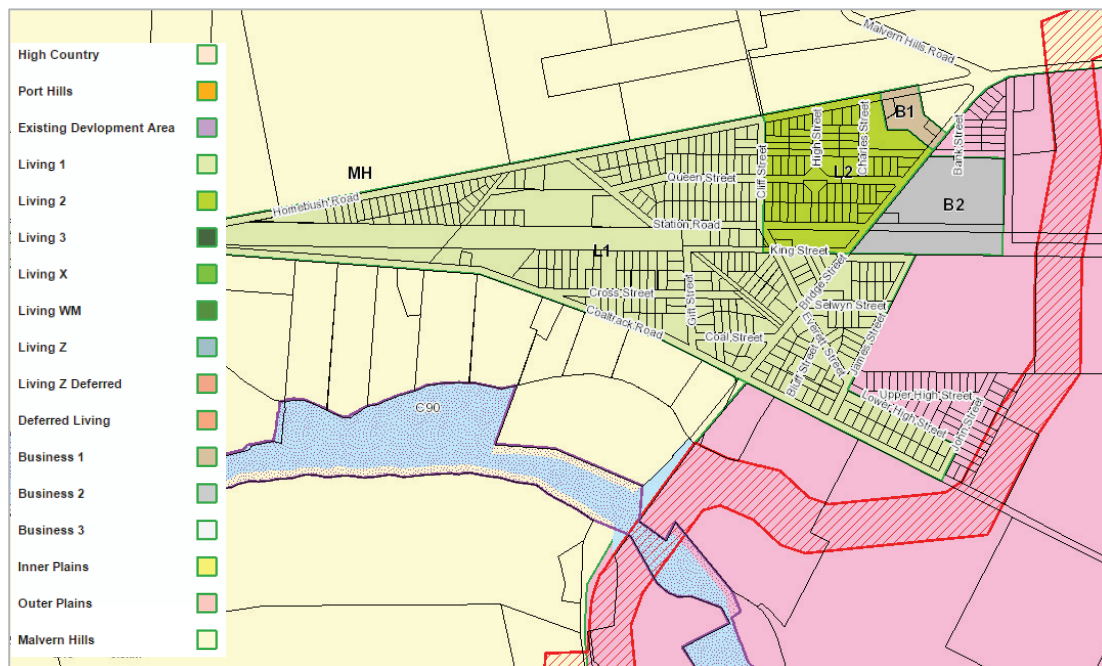 High Country
Port Hills
Existing Devlopment Area
Living 1
Living 2
Living 3
Living X
Living WM
Living Z
Living Z Deferred
Deferred Living
Business 1
Business 2
Business 3
Inner Plains
Outer Plains
Malvern Hills
Malvern Hills Road
B1
MH
High Street
Charles Street
Bank Street
Queen Street
Cliff Street
L2
Homebush Road
B2
Station Road
L1
King Street
Cross Street
Giff Street
Bridge Street
Selwyn Street
Coaltrack Road
Coal Street
Everett Street
James Street
Bluff Street
C90
Upper High Street
Lower High Street
John Street